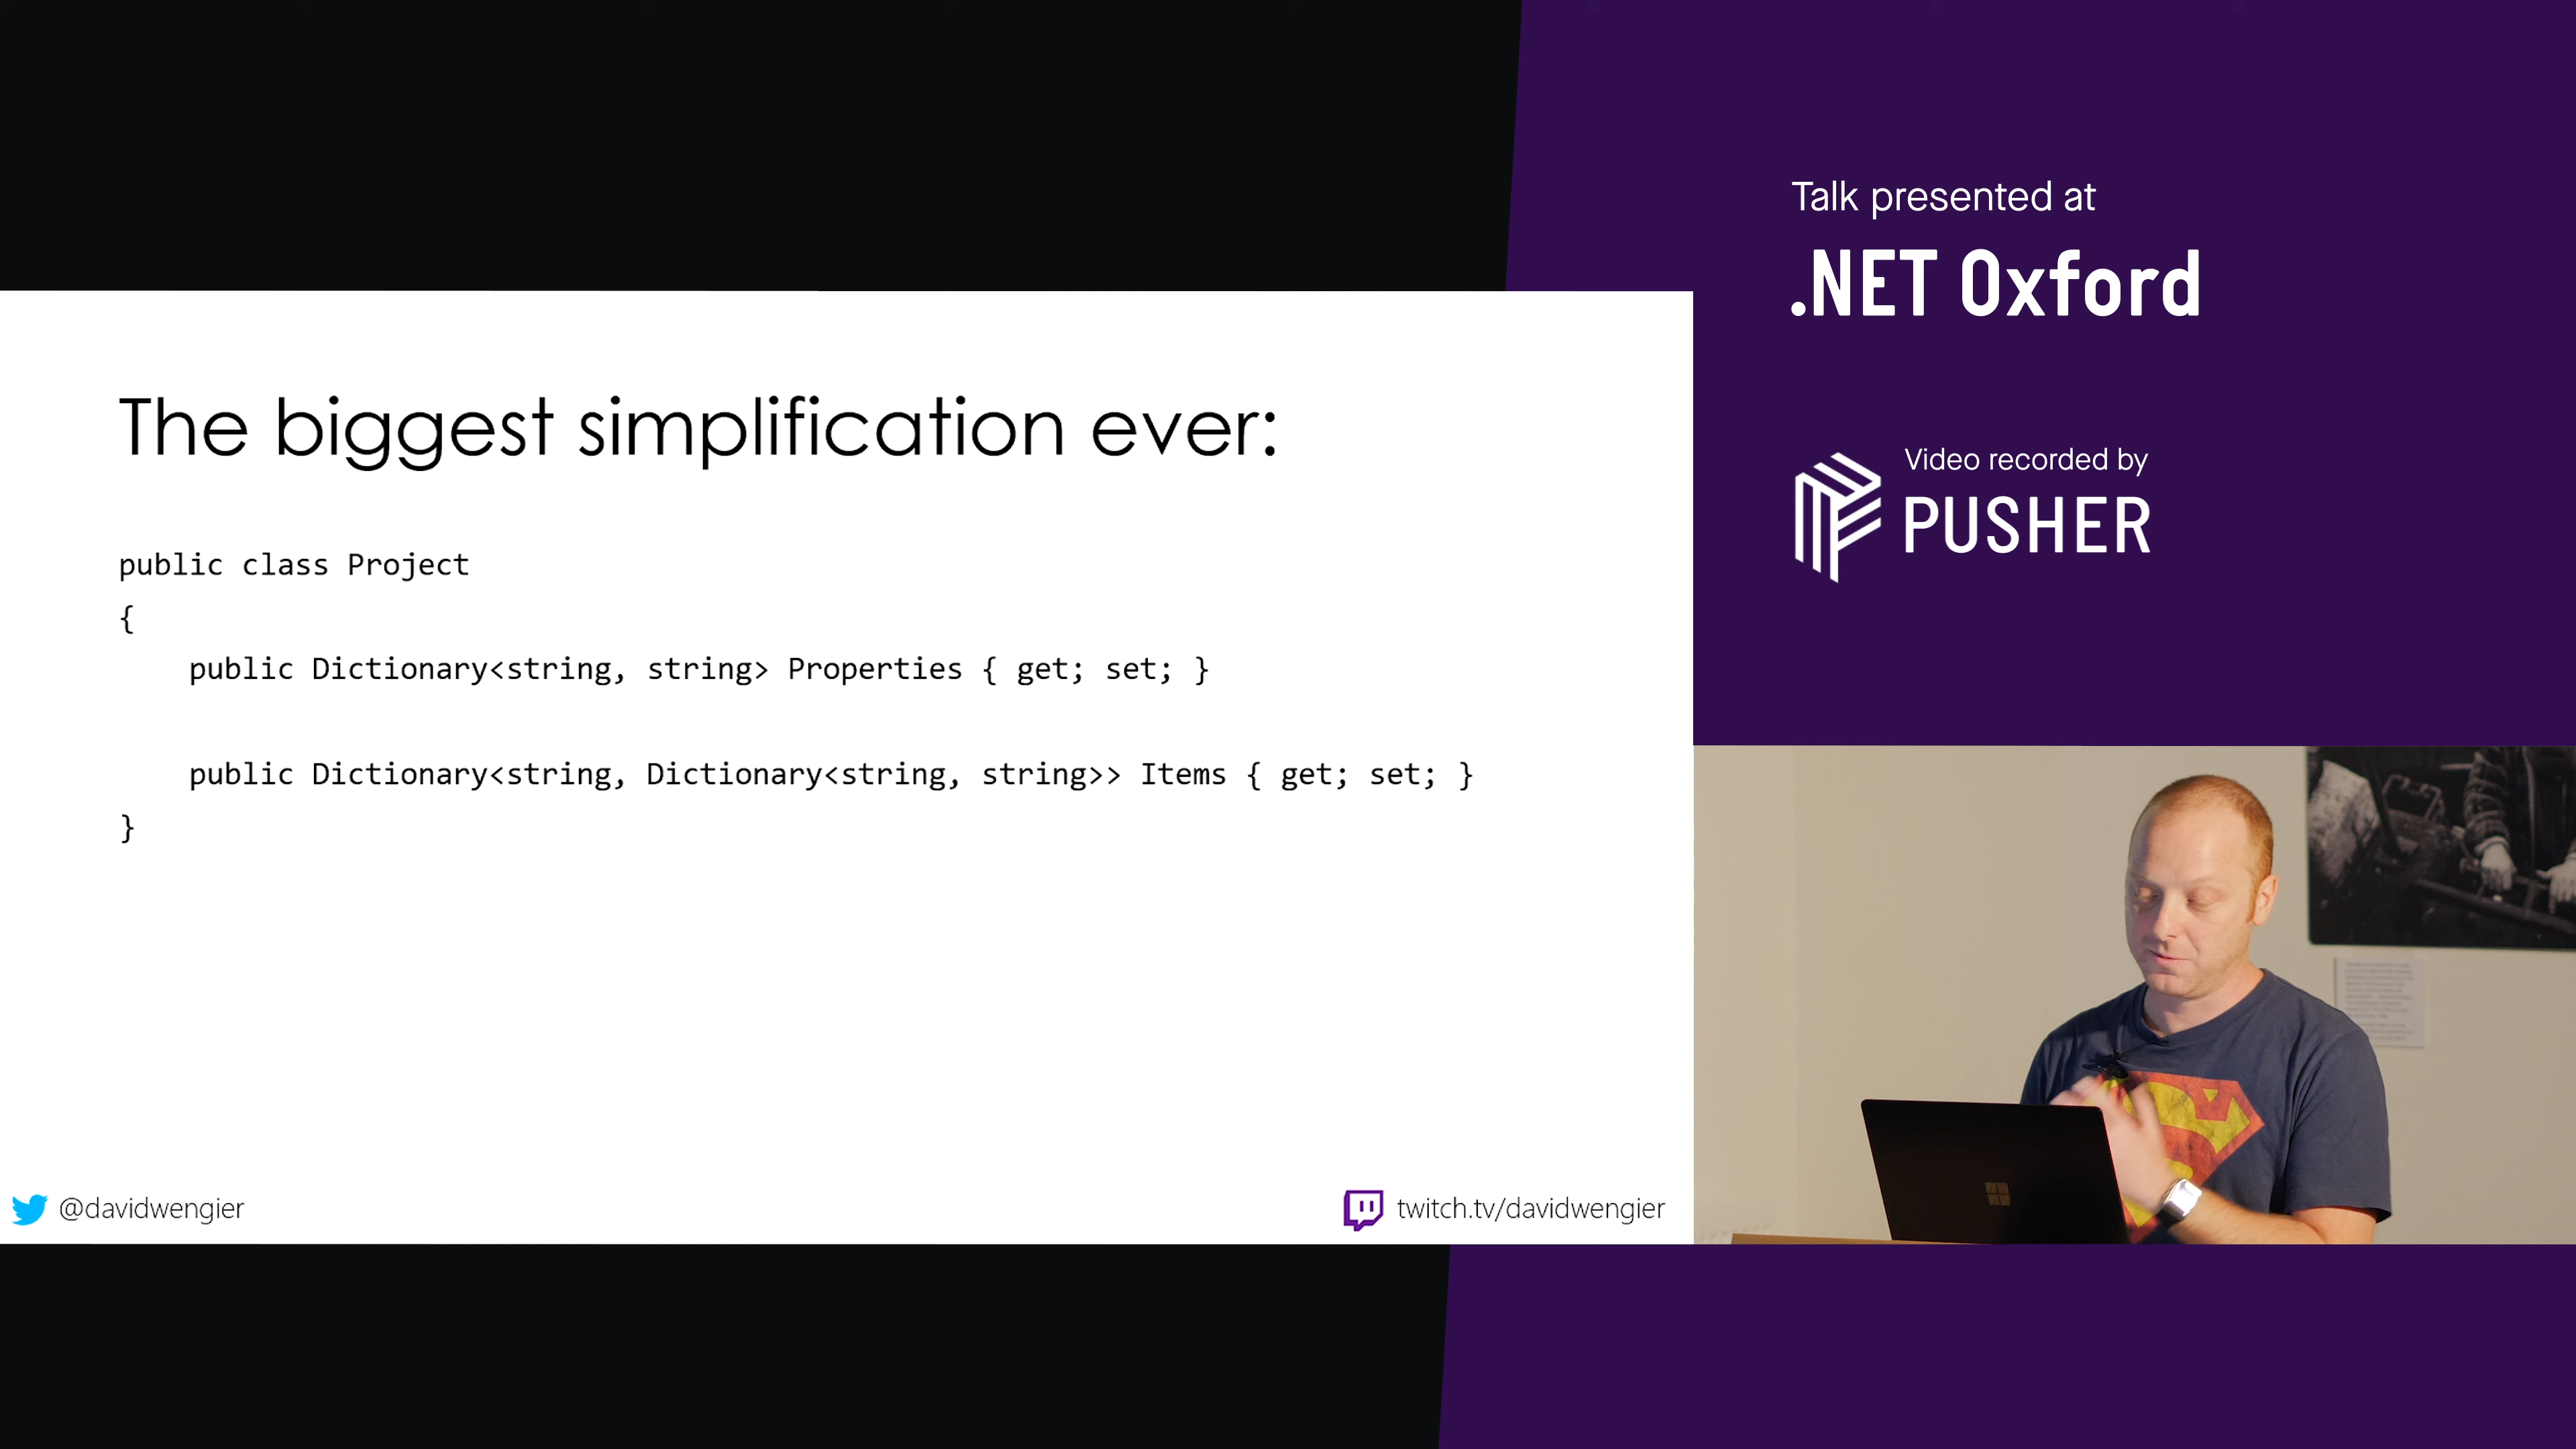 The biggest simplification ever:
public class Project
{
    public Dictionary<string, string> Properties { get; set; }
    public Dictionary<string, Dictionary<string, string>> Items { get; set; }
}
@davidwengier
twitch.tv/davidwengier
Talk presented at
.NET Oxford
Video recorded by
PUSHER